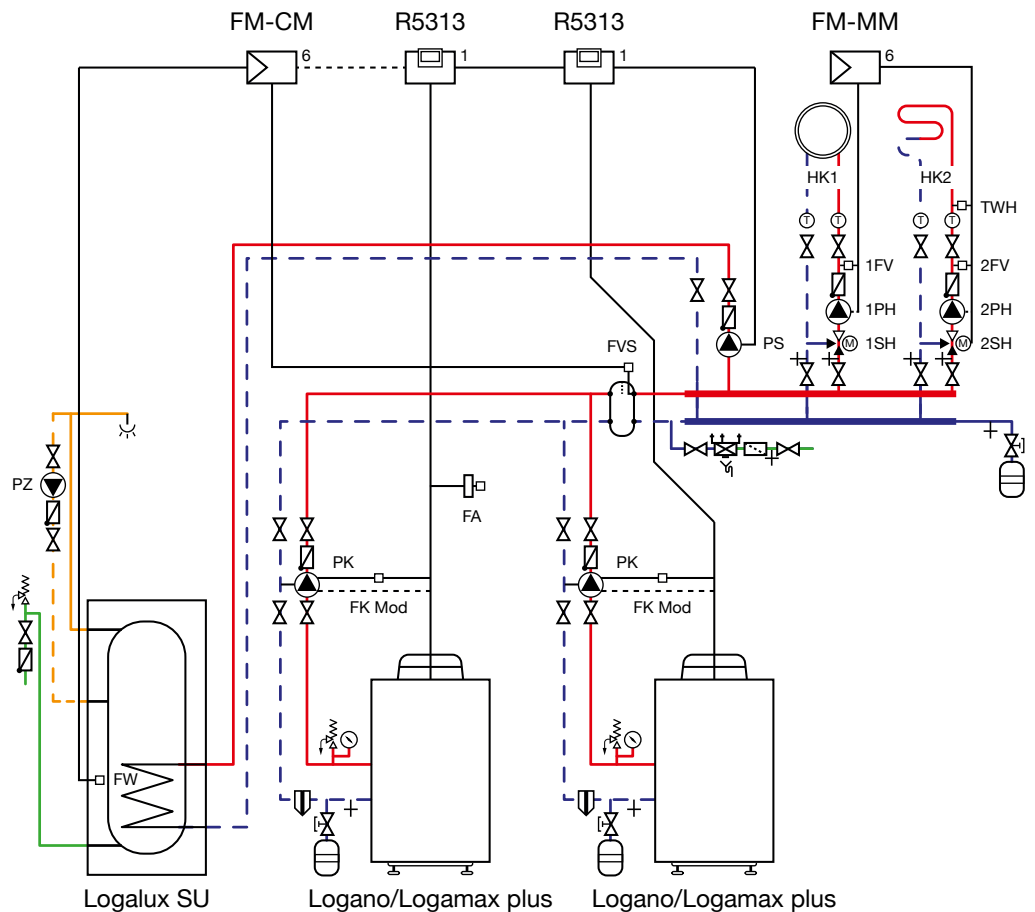 FM-CM R5313 R5313 FM-MM
6 1 1 6
HK1 HK2
TWH
T T T T
1FV 2FV
1PH 2PH
FVS PS M 1SH M 2SH
PZ
FA
PK PK
FK Mod FK Mod
FW
Logalux SU Logano/Logamax plus Logano/Logamax plus